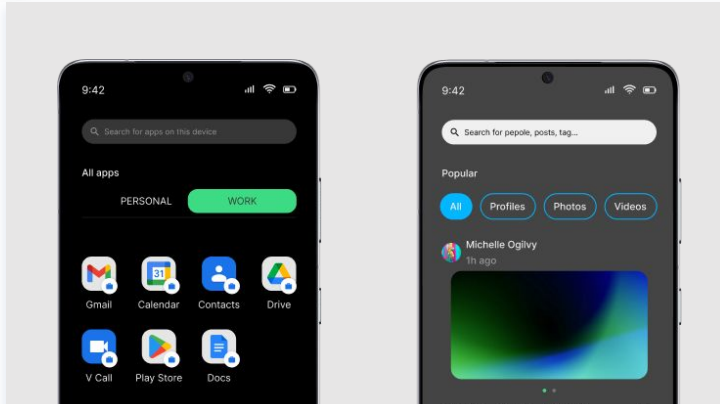 9:42
Search for apps on this device
All apps
PERSONAL WORK
31
Gmail Calendar Contacts Drive
V Call Play Store Docs
9:42
Search for pepole, posts, tag...
Popular
All Profiles Photos Videos
Michelle Ogilvy
1h ago